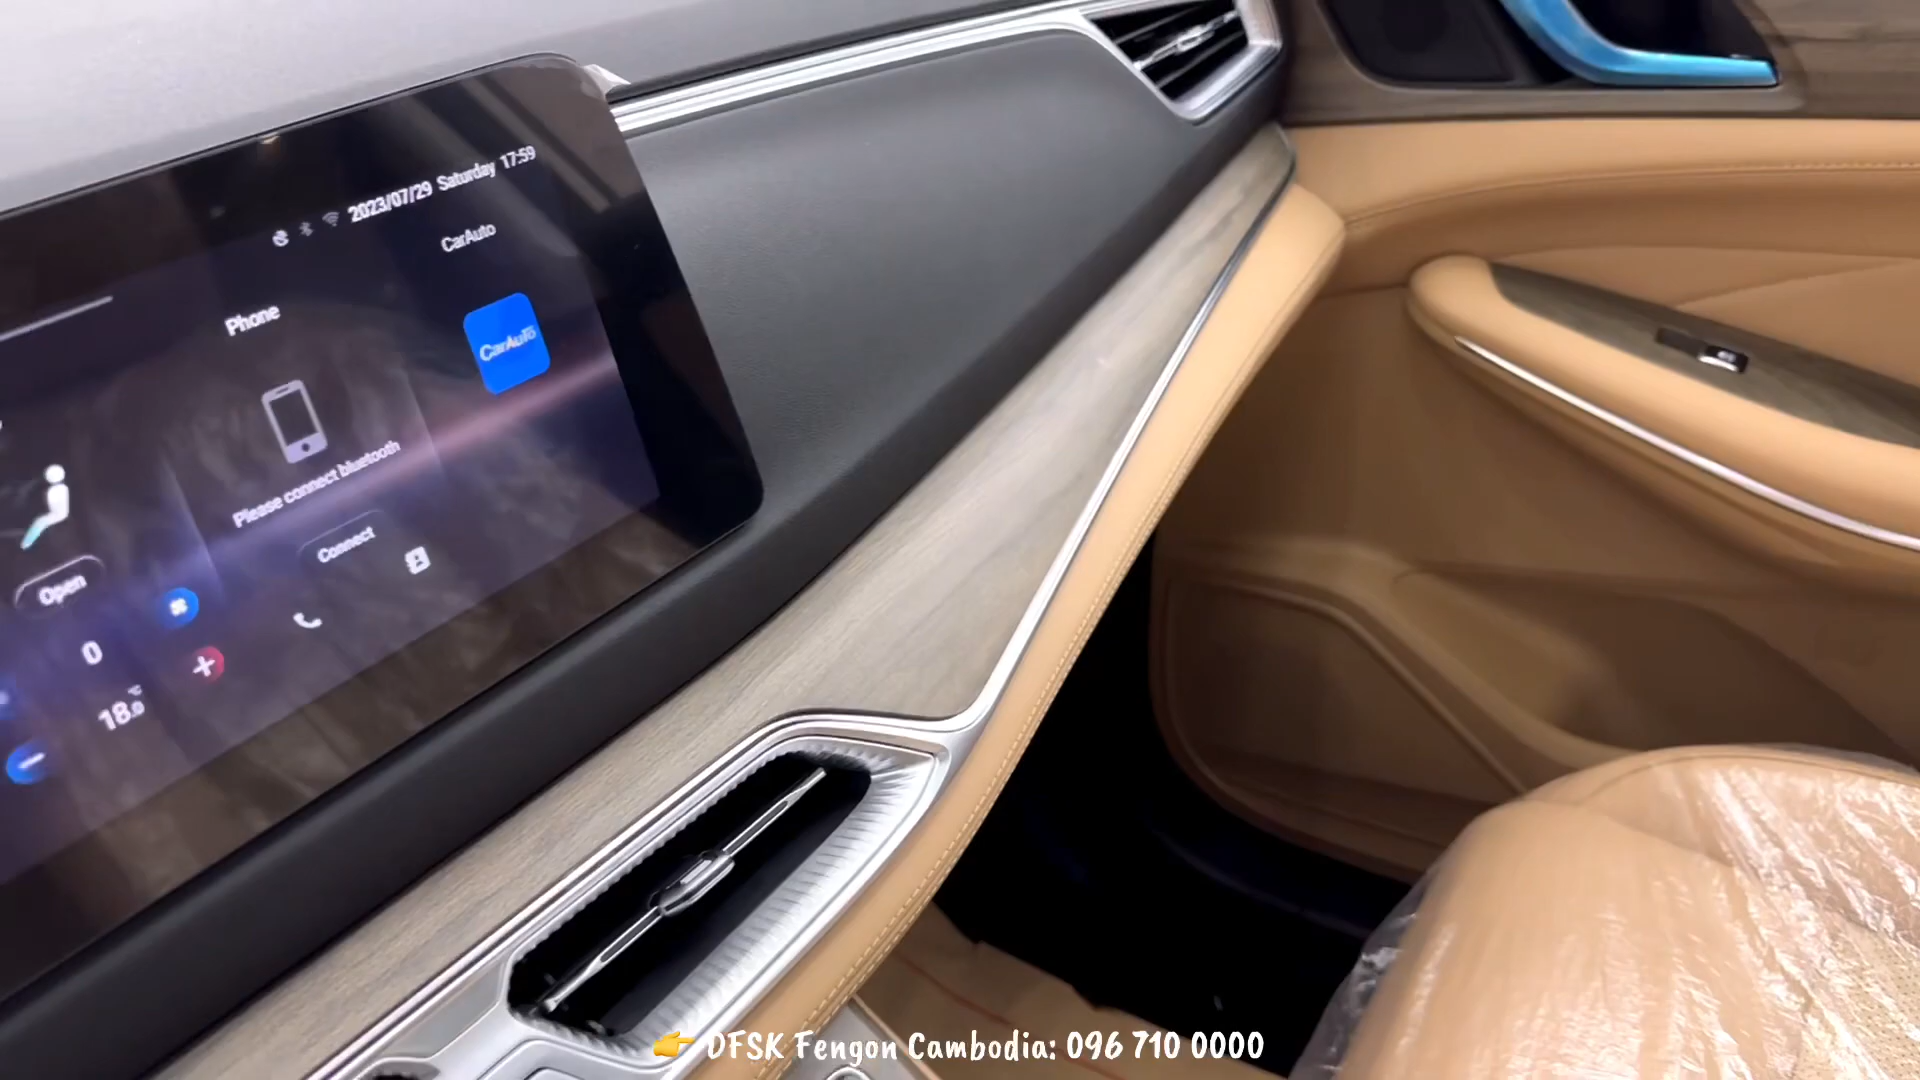 2023/07/29 Saturday 17:59
CarAuto
Phone
CarAuto
Please connect bluetooth
Connect
Open
0
18.0 °C
👉 DFSK Fengon Cambodia: 096 710 0000